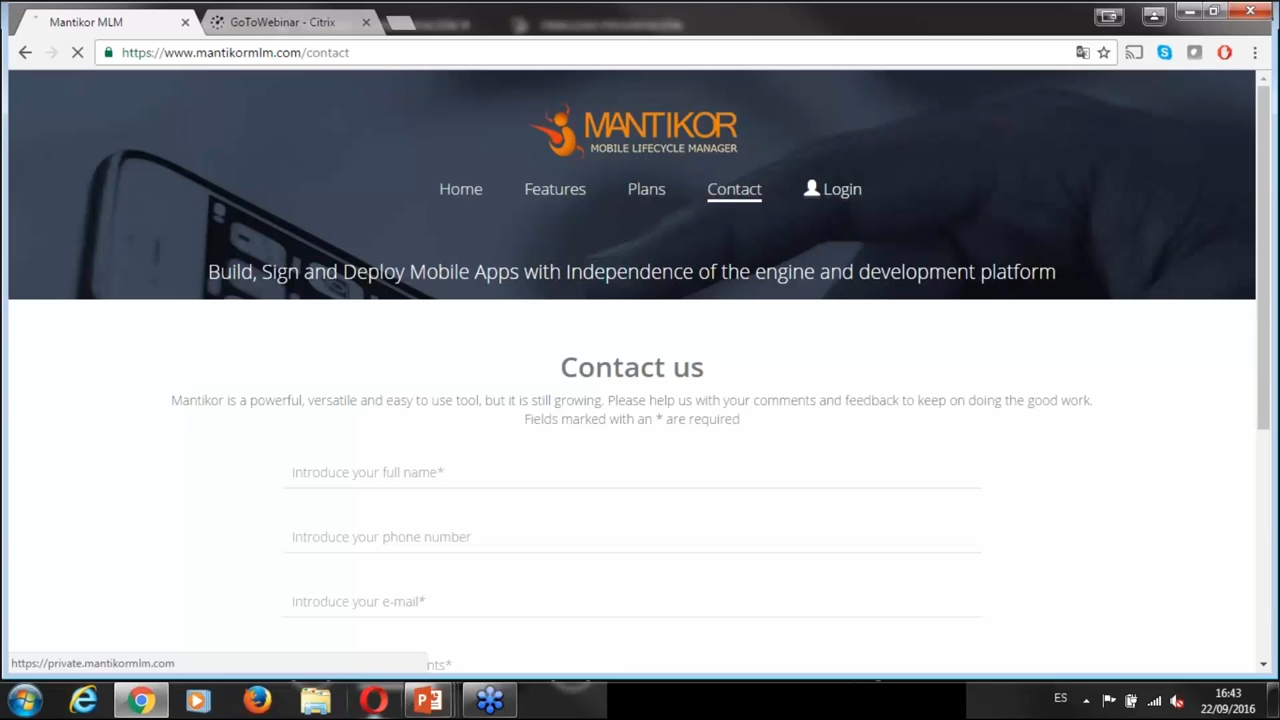 Mantikor MLM
GoToWebinar - Citrix
https://www.mantikormlm.com/contact
MANTIKOR
MOBILE LIFECYCLE MANAGER
Home Features Plans Contact Login
Build, Sign and Deploy Mobile Apps with Independence of the engine and development platform
Contact us
Mantikor is a powerful, versatile and easy to use tool, but it is still growing. Please help us with your comments and feedback to keep on doing the good work.
Fields marked with an * are required
Introduce your full name*
Introduce your phone number
Introduce your e-mail*
nts*
https://private.mantikormlm.com
ES
16:43
22/09/2016